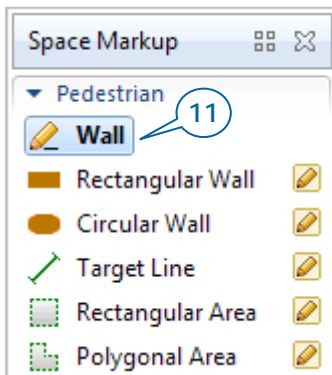 Space Markup
Pedestrian
11
Wall
Rectangular Wall
Circular Wall
Target Line
Rectangular Area
Polygonal Area